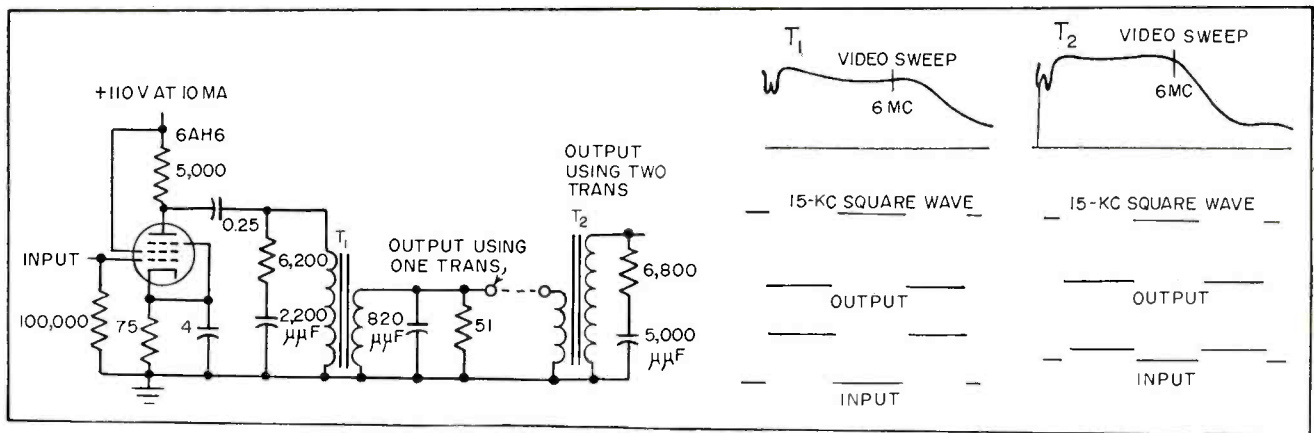 +110 V AT 10 MA
6AH6
5,000
0.25
INPUT
100,000
75
4
6,200
2,200
μμF
T1
OUTPUT USING
ONE TRANS,
820
μμF
51
OUTPUT
USING TWO
TRANS
T2
6,800
5,000
μμF
T1
VIDEO SWEEP
6 MC
15-KC SQUARE WAVE
OUTPUT
INPUT
T2
VIDEO SWEEP
6 MC
15-KC SQUARE WAVE
OUTPUT
INPUT